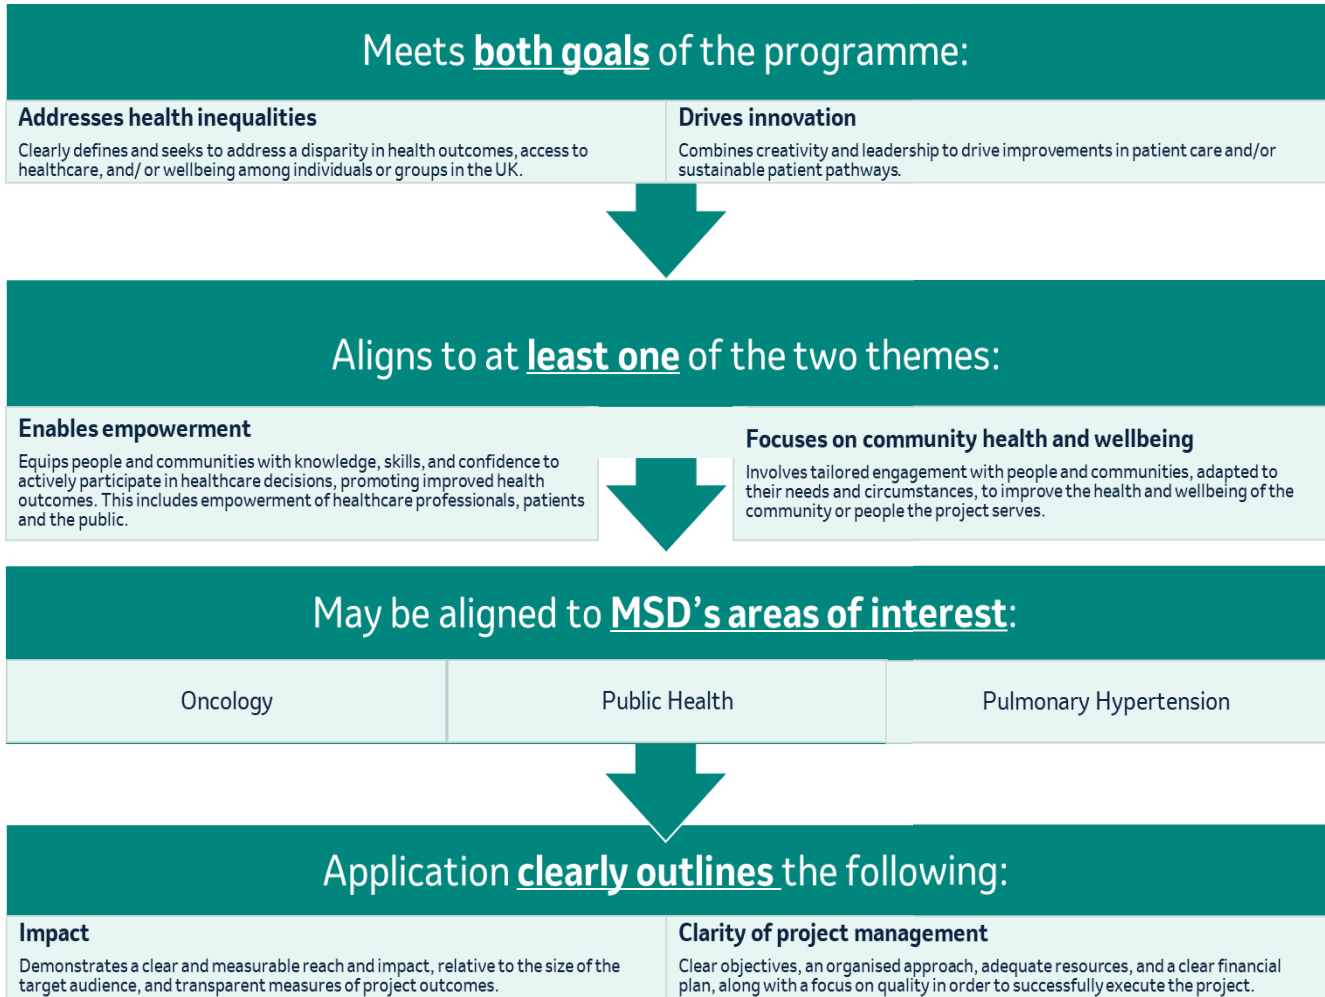 Meets both goals of the programme:
Addresses health inequalities
Clearly defines and seeks to address a disparity in health outcomes, access to
healthcare, and/ or wellbeing among individuals or groups in the UK.
Drives innovation
Combines creativity and leadership to drive improvements in patient care and/or
sustainable patient pathways.
Aligns to at least one of the two themes:
Enables empowerment
Equips people and communities with knowledge, skills, and confidence to
actively participate in healthcare decisions, promoting improved health
outcomes. This includes empowerment of healthcare professionals, patients
and the public.
Focuses on community health and wellbeing
Involves tailored engagement with people and communities, adapted to
their needs and circumstances, to improve the health and wellbeing of the
community or people the project serves.
May be aligned to MSD's areas of interest:
Oncology
Public Health
Pulmonary Hypertension
Application clearly outlines the following:
Impact
Demonstrates a clear and measurable reach and impact, relative to the size of the
target audience, and transparent measures of project outcomes.
Clarity of project management
Clear objectives, an organised approach, adequate resources, and a clear financial
plan, along with a focus on quality in order to successfully execute the project.